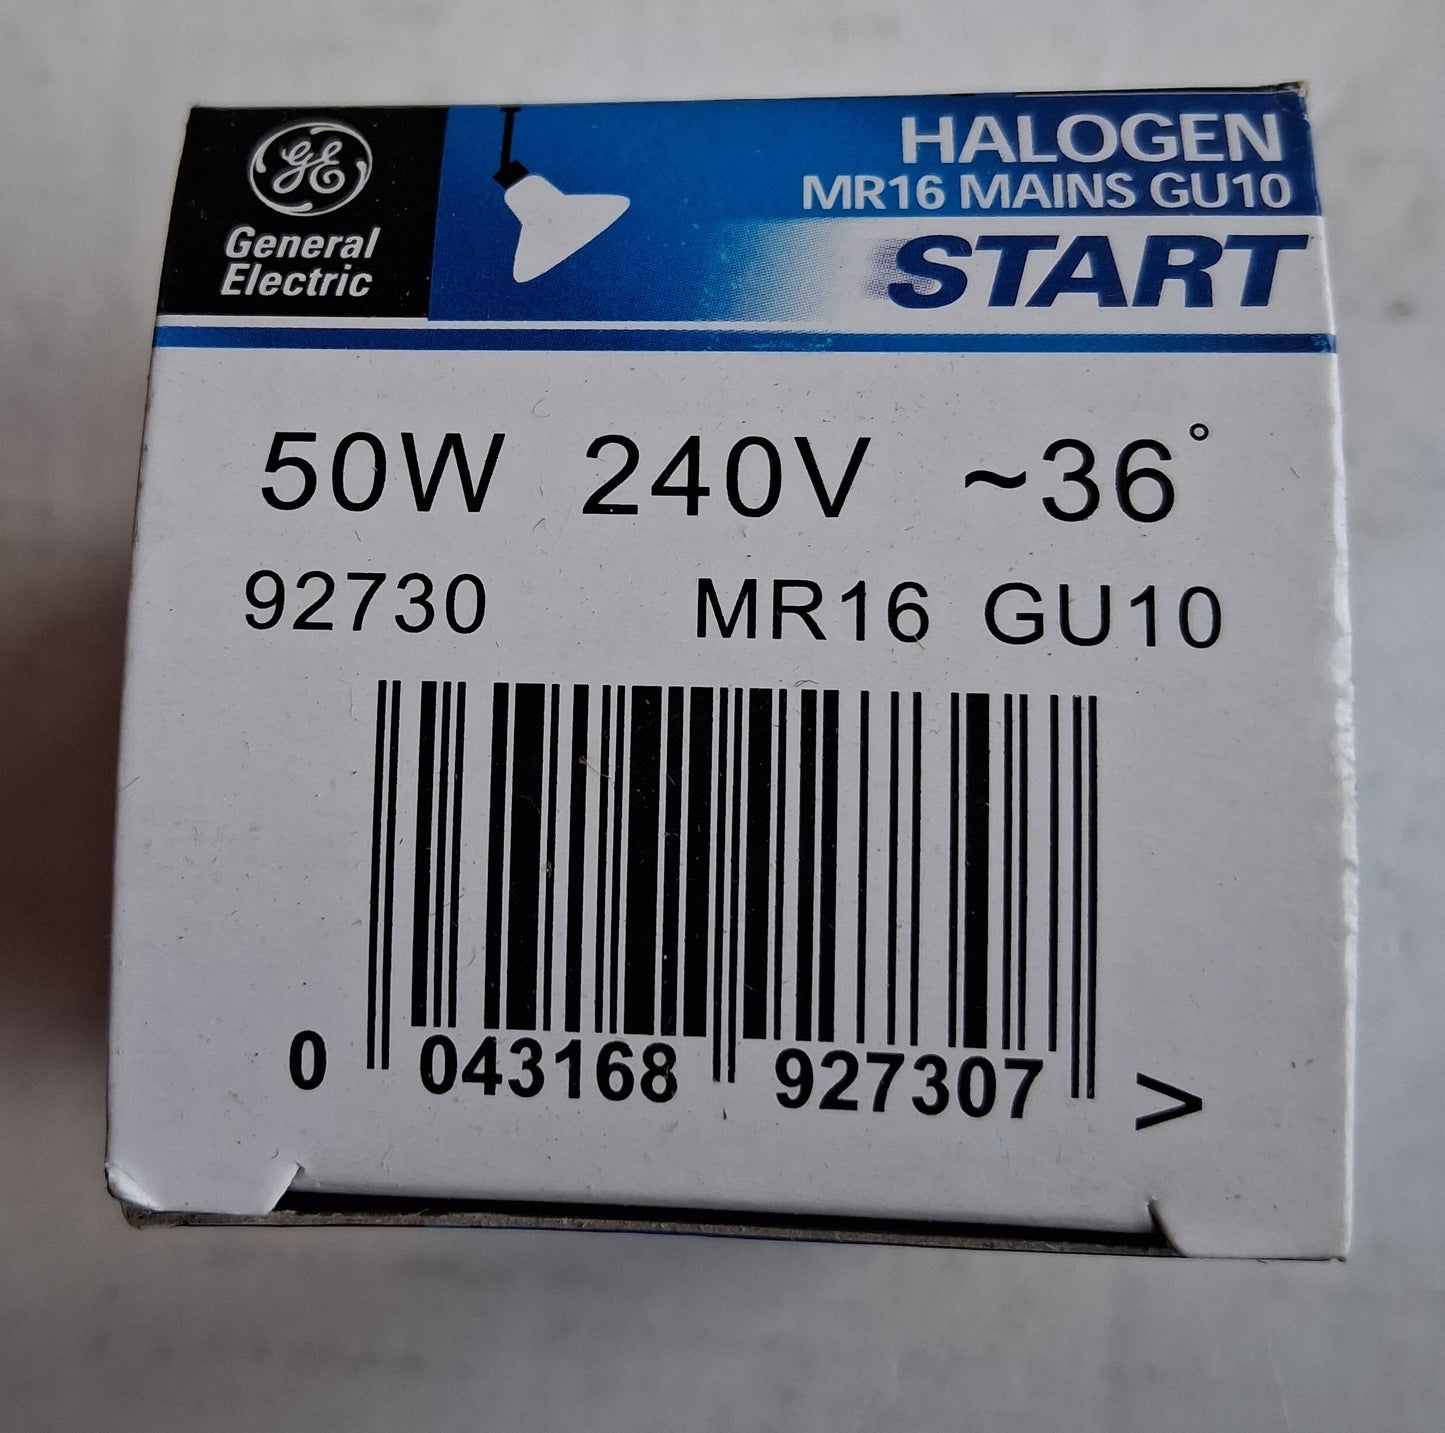 GE
General
Electric
HALOGEN
MR16 MAINS GU10
START
50W 240V ~36°
92730 MR16 GU10
0 043168 927307 >